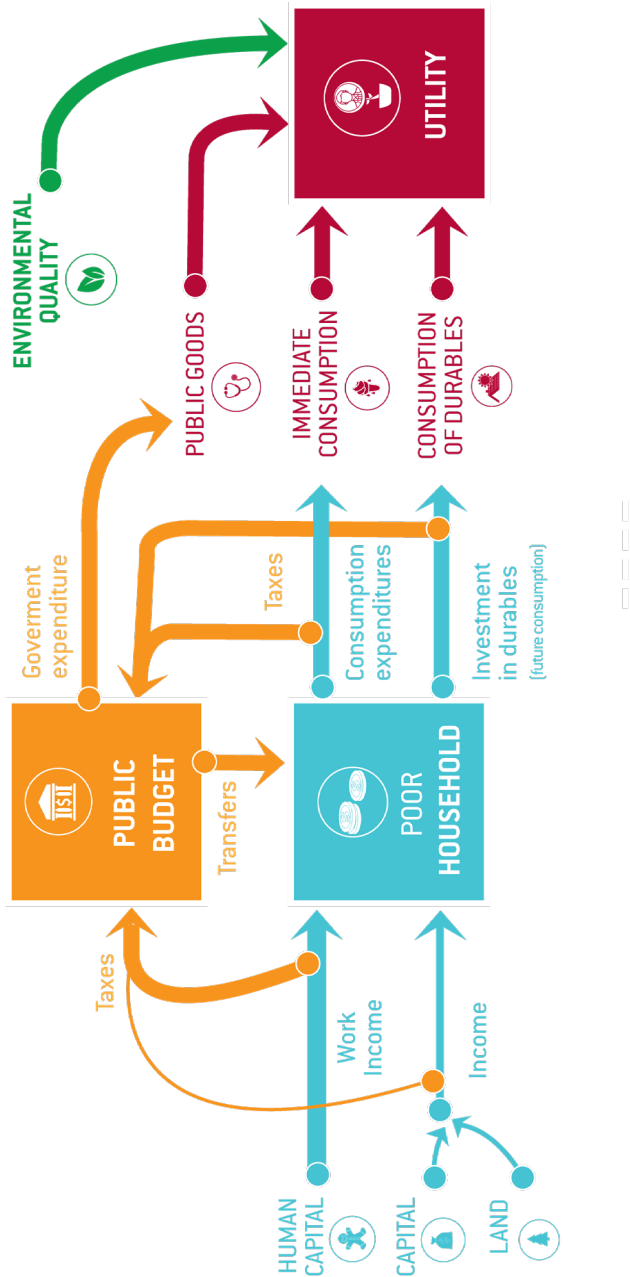 ENVIRONMENTAL
QUALITY
Goverment
expenditure
PUBLIC GOODS
PUBLIC
BUDGET
Taxes
Taxes
Transfers
IMMEDIATE
CONSUMPTION
UTILITY
Consumption
expenditures
POOR
HOUSEHOLD
Work
Income
HUMAN
CAPITAL
CONSUMPTION
OF DURABLES
Investment
in durables
(future consumption)
Income
CAPITAL
LAND
$